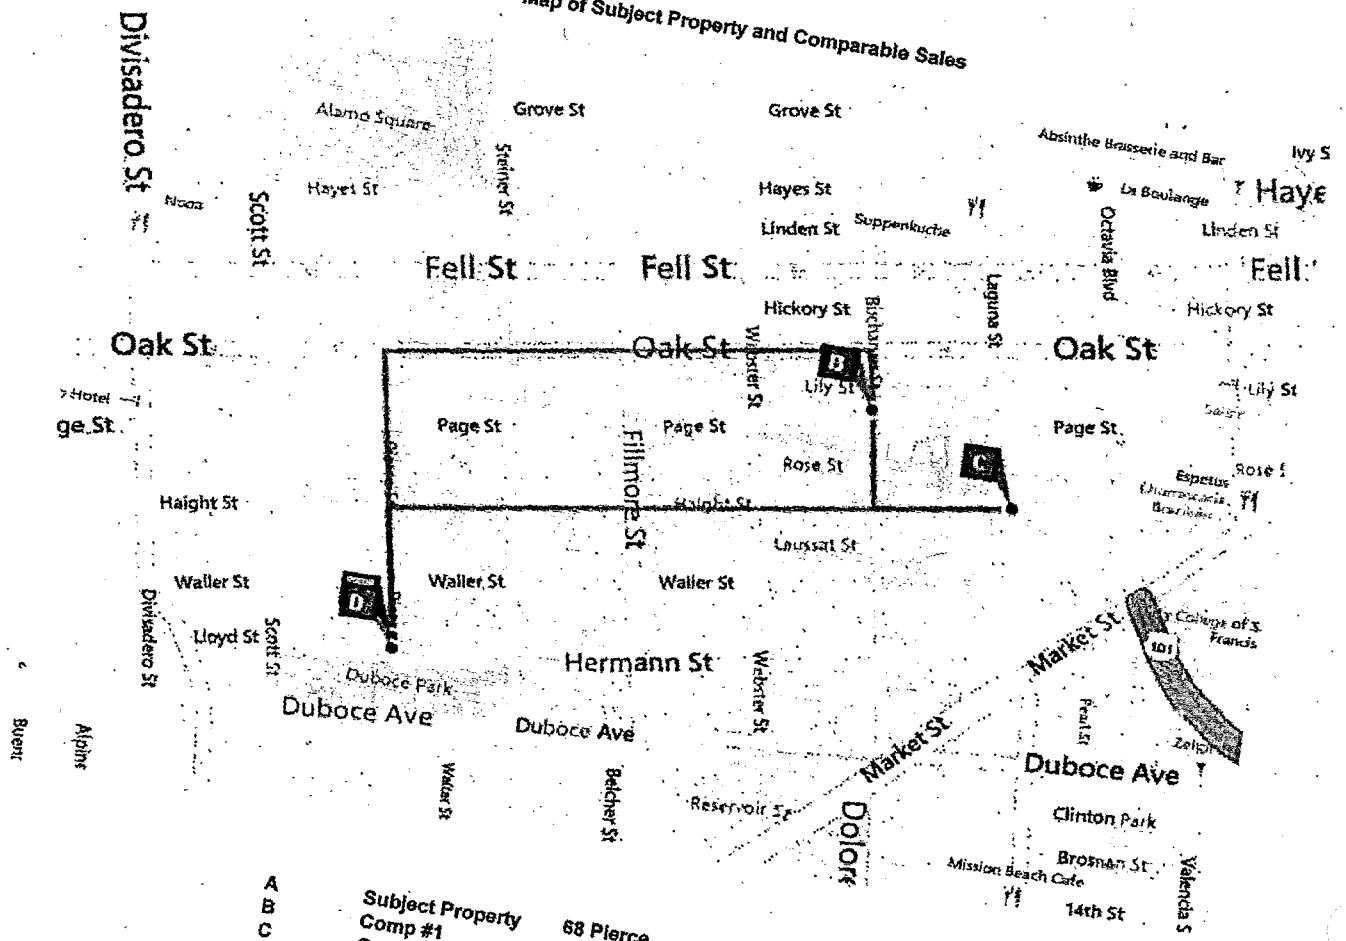 Map of Subject Property and Comparable Sales
Divisadero St
Alamo Square
Grove St
Grove St
Absinthe Brasserie and Bar
Ivy S
Steiner St
Hayes St
Hayes St
La Boulange
Haye
Nopa
Scott St
Linden St
Suppenkuche
Octavia Blvd
Linden St
Fell St
Fell St
Fell
Hickory St
Buchanan St
Laguna St
Hickory St
Oak St
Oak St
Webster St
B
Lily St
Oak St
Lily St
Hotel
ge St
Page St
Page St
Page St
Fillmore St
Rose St
C
Rose S
Espetus
Churrascaria
Brazilian
Haight St
Haight St
Laussat St
Waller St
D
Waller St
Waller St
Divisadero St
Lloyd St
Scott St
Hermann St
Webster St
Market St
College of S.
Francis
101
Duboce Park
Duboce Ave
Duboce Ave
Market St
Pearl St
Buena
Alpine
Walter St
Belcher St
Reservoir St
Dolore
Duboce Ave
Clinton Park
Brosnan St
Mission Beach Cafe
Valencia S
14th St
A Subject Property 68 Pierce
B Comp #1
C